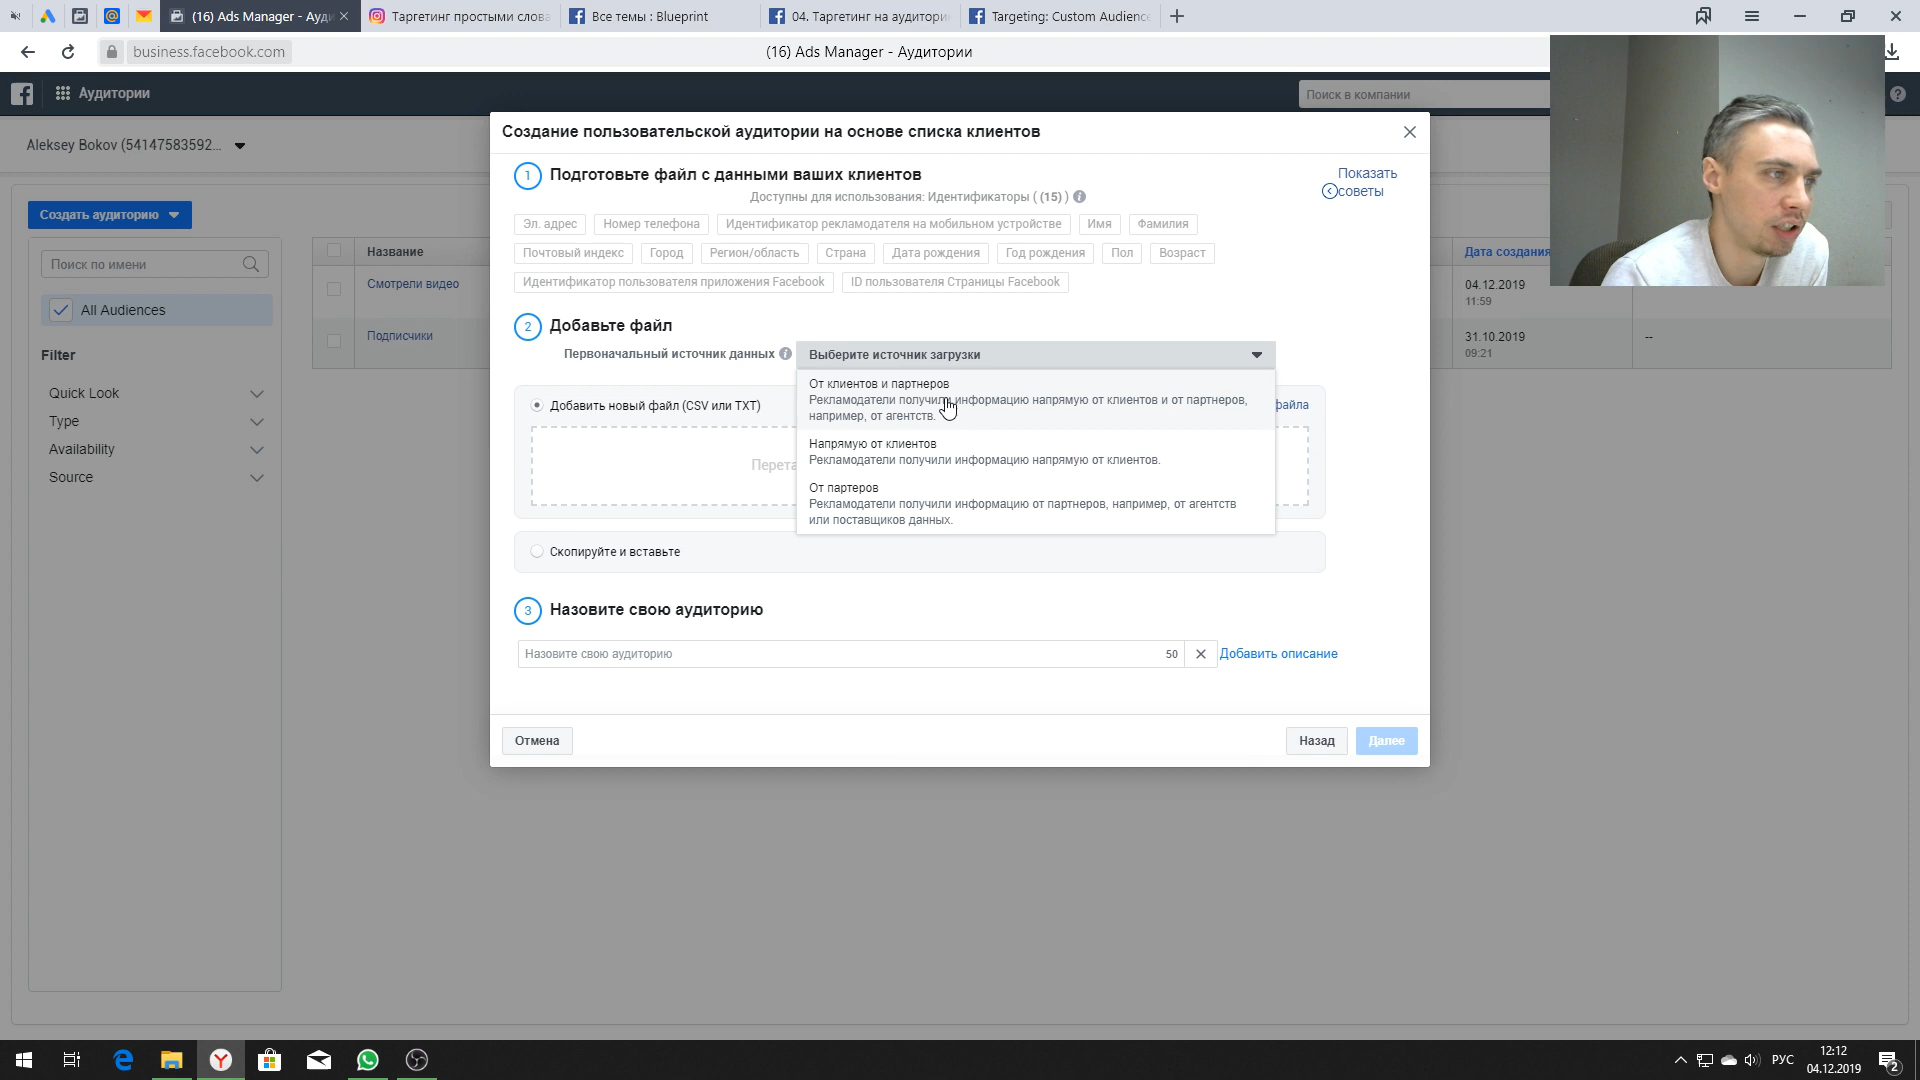 (16) Ads Manager - Ауди
Таргетинг простыми слова
Все темы : Blueprint
04. Таргетинг на аудитори
Targeting: Custom Audience
business.facebook.com
(16) Ads Manager - Аудитории
Аудитории
Поиск в компании
Aleksey Bokov (54147583592...
Создать аудиторию
Поиск по имени
All Audiences
Filter
Quick Look
Type
Availability
Source
Название
Дата создания
Смотрели видео
04.12.2019
11:59
Подписчики
31.10.2019
09:21
--
Создание пользовательской аудитории на основе списка клиентов
1
Подготовьте файл с данными ваших клиентов
Показать
советы
Доступны для использования: Идентификаторы ( (15) )
Эл. адрес
Номер телефона
Идентификатор рекламодателя на мобильном устройстве
Имя
Фамилия
Почтовый индекс
Город
Регион/область
Страна
Дата рождения
Год рождения
Пол
Возраст
Идентификатор пользователя приложения Facebook
ID пользователя Страницы Facebook
2
Добавьте файл
Первоначальный источник данных
Выберите источник загрузки
От клиентов и партнеров
Рекламодатели получили информацию напрямую от клиентов и от партнеров,
например, от агентств.
Напрямую от клиентов
Рекламодатели получили информацию напрямую от клиентов.
От партеров
Рекламодатели получили информацию от партнеров, например, от агентств
или поставщиков данных.
Добавить новый файл (CSV или TXT)
файла
Перета
Скопируйте и вставьте
3
Назовите свою аудиторию
Назовите свою аудиторию
50
Добавить описание
Отмена
Назад
Далее
РУС
12:12
04.12.2019
2